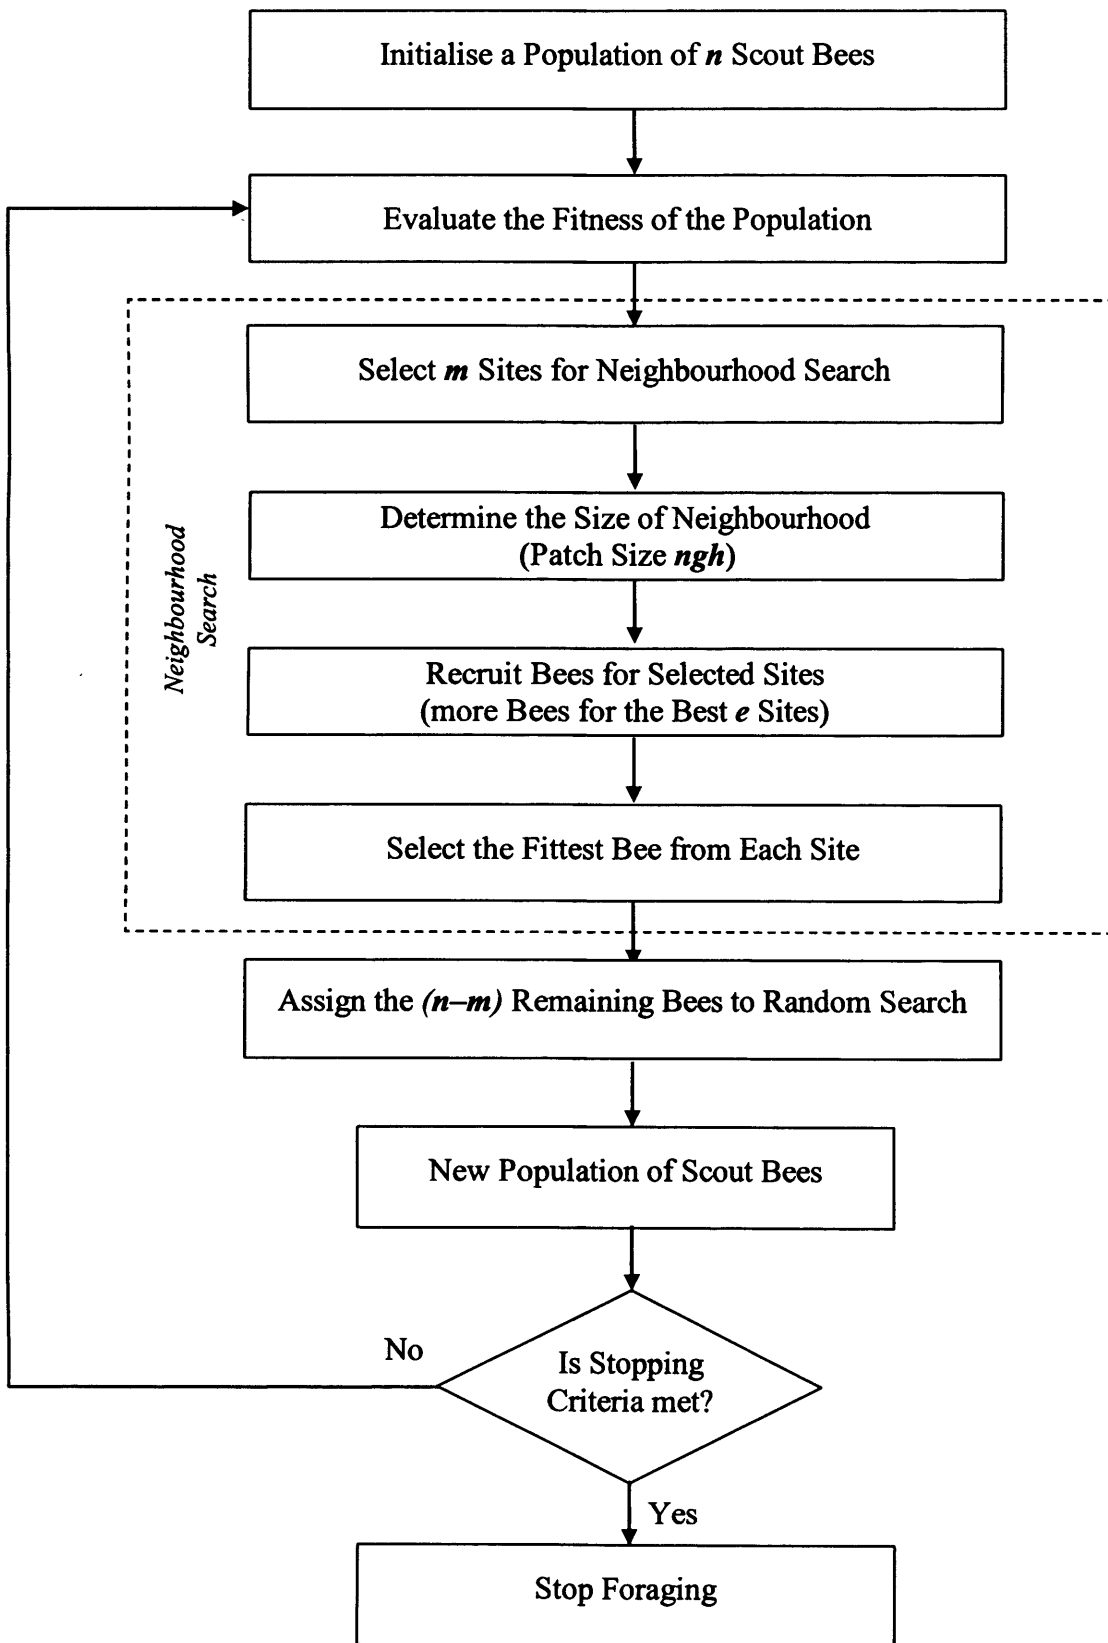 Initialise a Population of n Scout Bees
Evaluate the Fitness of the Population
Select m Sites for Neighbourhood Search
Determine the Size of Neighbourhood
(Patch Size ngh)
Neighbourhood
Search
Recruit Bees for Selected Sites
(more Bees for the Best e Sites)
Select the Fittest Bee from Each Site
Assign the (n–m) Remaining Bees to Random Search
New Population of Scout Bees
No
Is Stopping
Criteria met?
Yes
Stop Foraging